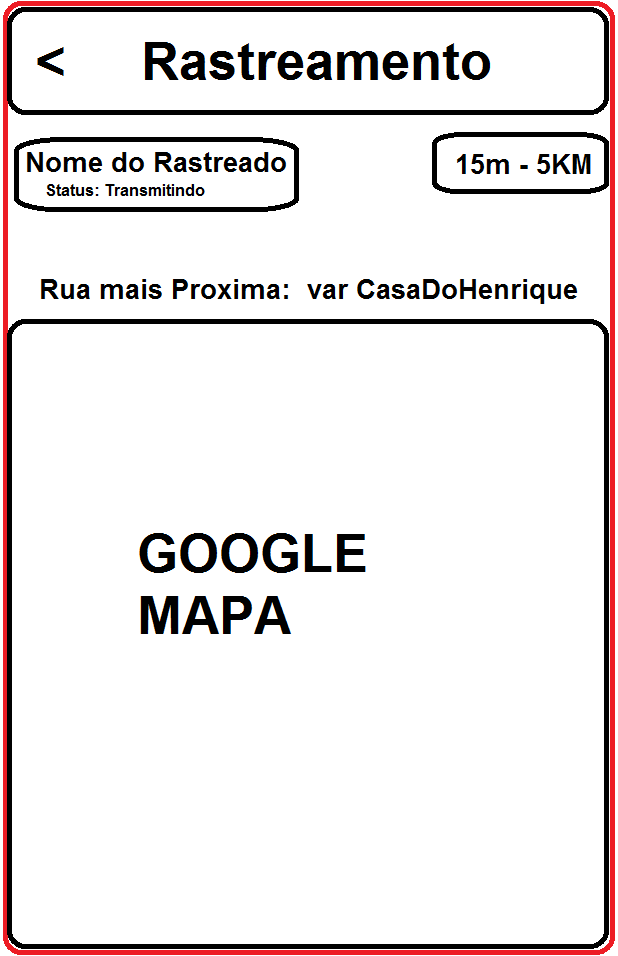 < Rastreamento
Nome do Rastreado
Status: Transmitindo
15m - 5KM
Rua mais Proxima: var CasaDoHenrique
GOOGLE
MAPA